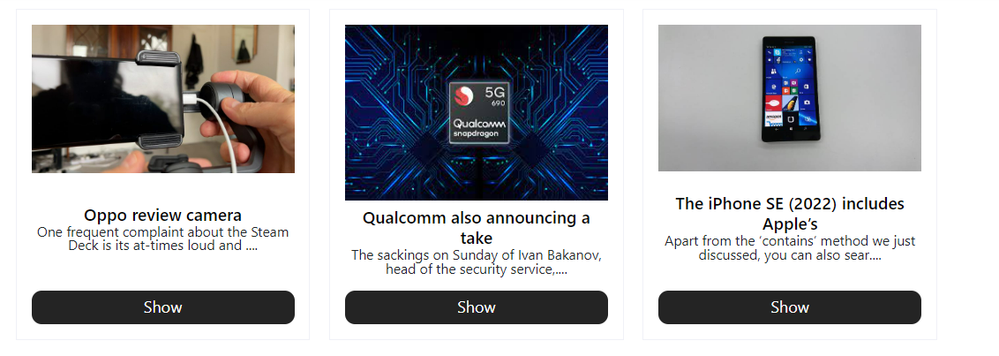 5G
690
Qualcomm
snapdragon
Oppo review camera
One frequent complaint about the Steam
Deck is its at-times loud and ....
Show
Qualcomm also announcing a
take
The sackings on Sunday of Ivan Bakanov,
head of the security service,....
Show
The iPhone SE (2022) includes
Apple’s
Apart from the ‘contains’ method we just
discussed, you can also sear....
Show